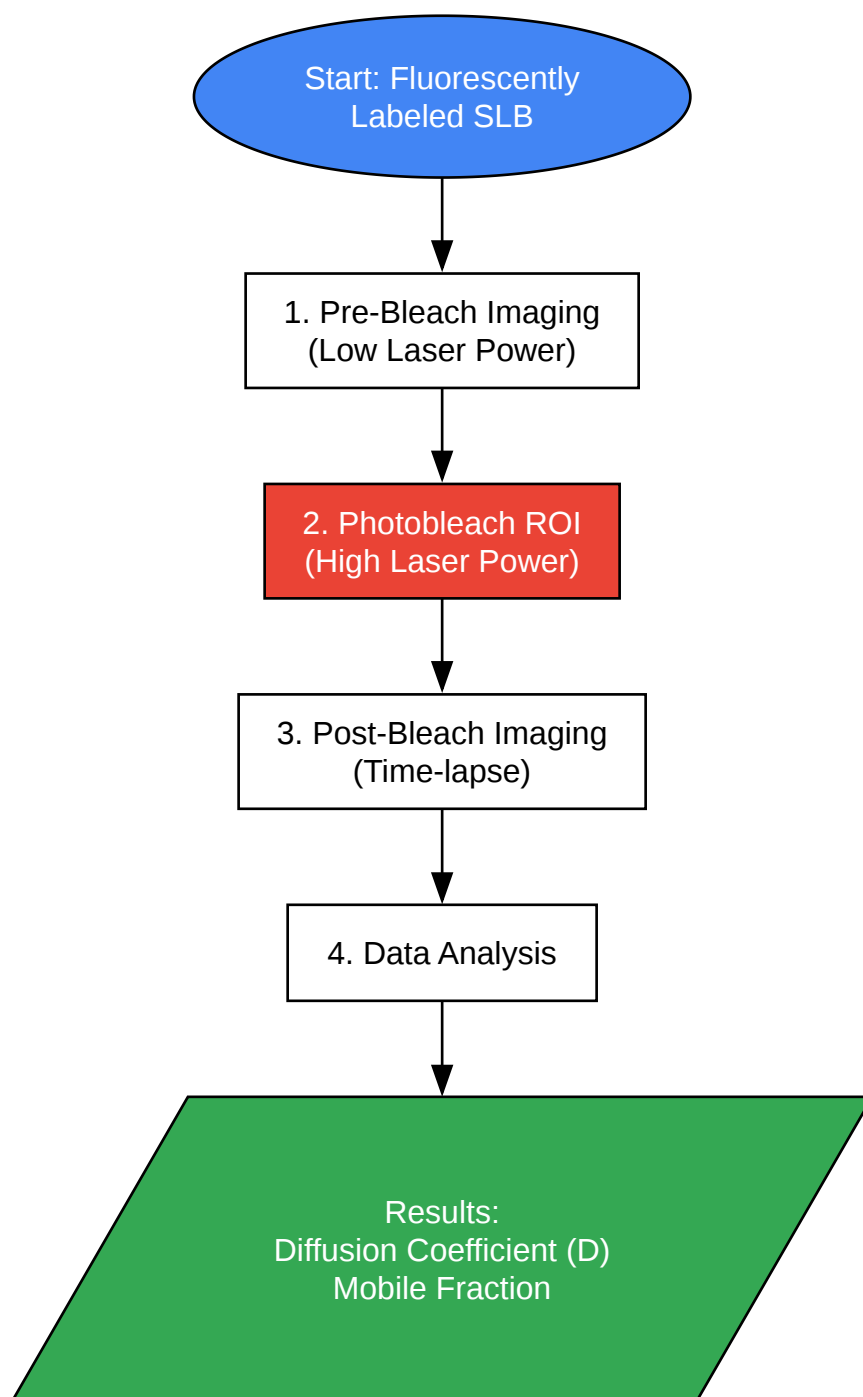 Start: Fluorescently
Labeled SLB
1. Pre-Bleach Imaging
(Low Laser Power)
2. Photobleach ROI
(High Laser Power)
3. Post-Bleach Imaging
(Time-lapse)
4. Data Analysis
Results:
Diffusion Coefficient (D)
Mobile Fraction